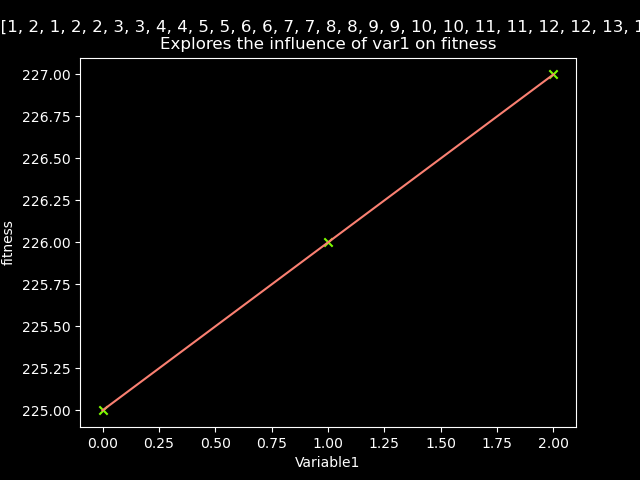 [1, 2, 1, 2, 2, 3, 3, 4, 4, 5, 5, 6, 6, 7, 7, 8, 8, 9, 9, 10, 10, 11, 11, 12, 12, 13, 1
Explores the influence of var1 on fitness
227.00
226.75
226.50
226.25
226.00
225.75
225.50
225.25
225.00
fitness
0.00 0.25 0.50 0.75 1.00 1.25 1.50 1.75 2.00
Variable1